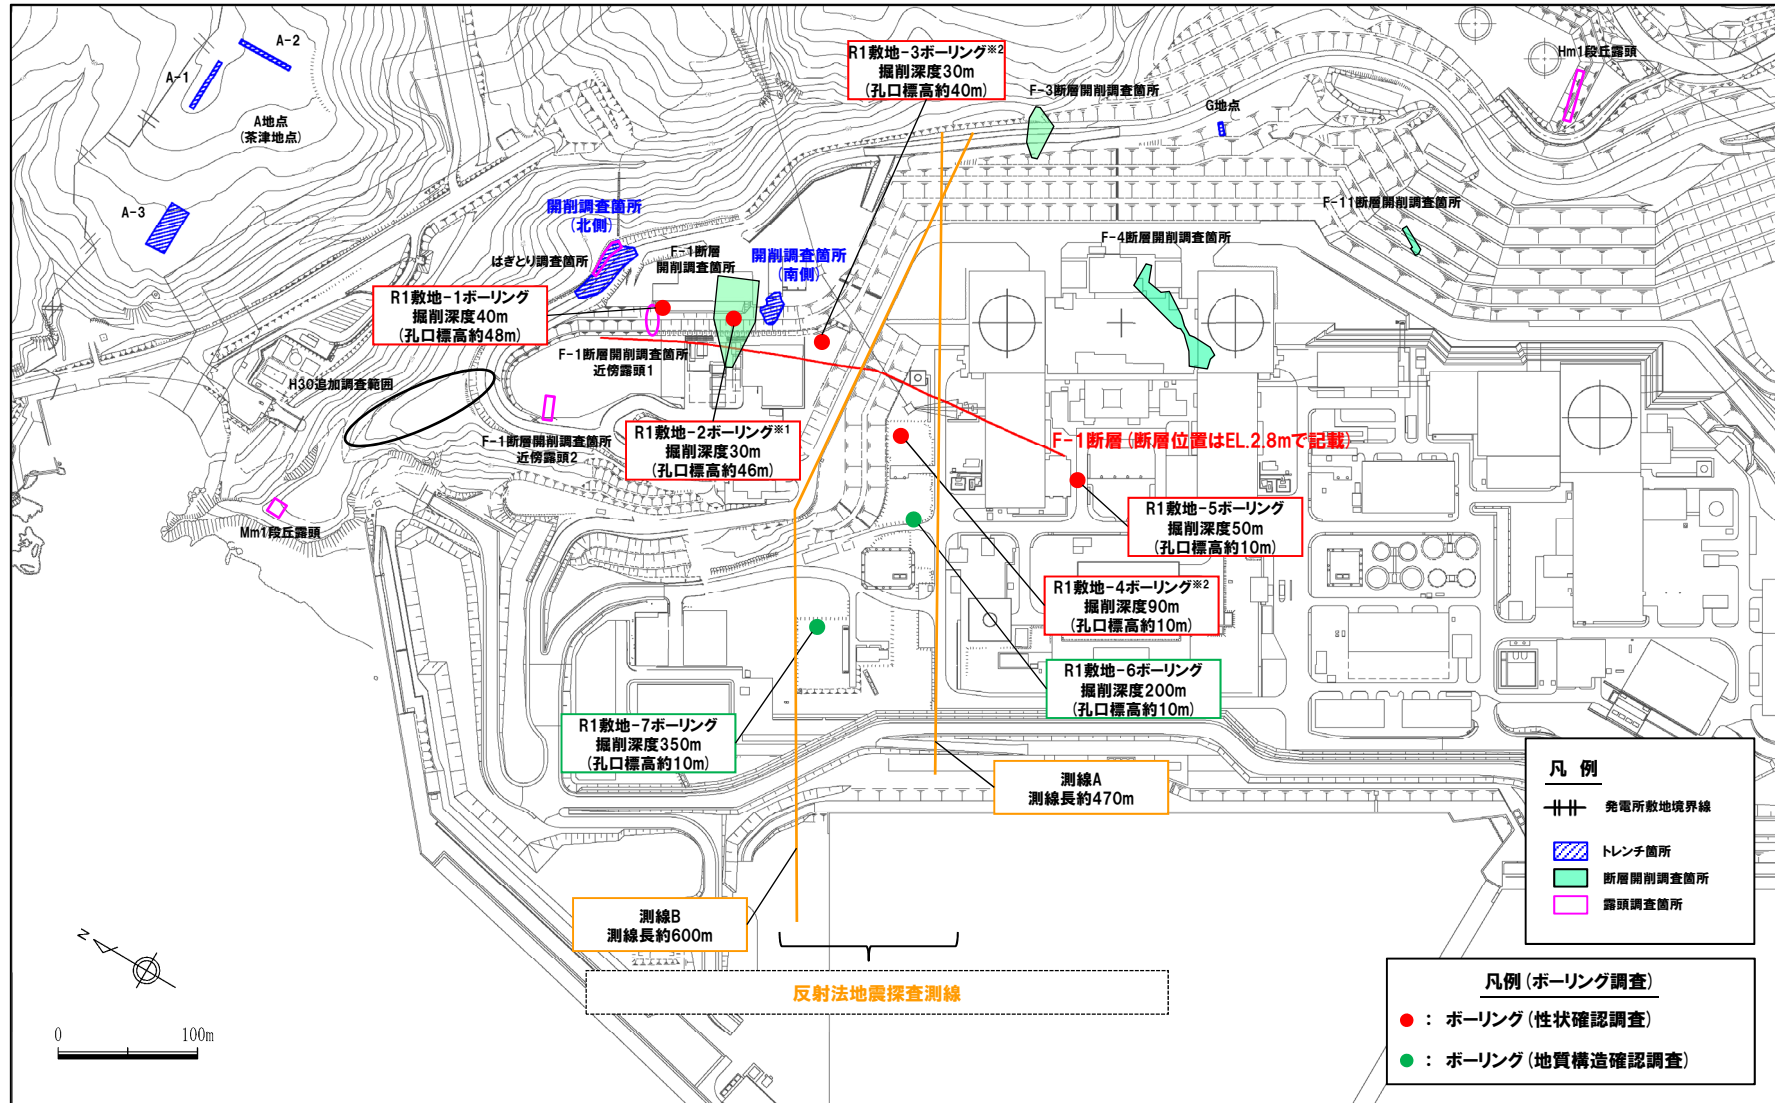 A-2
A-1
A地点
(茶津地点)
A-3
R1敷地-3ボーリング※2
掘削深度30m
(孔口標高約40m)
F-3断層開削調査箇所
G地点
Hm1段丘露頭
F-11断層開削調査箇所
F-4断層開削調査箇所
開削調査箇所
(北側)
はぎとり調査箇所
F-1断層
開削調査箇所
開削調査箇所
(南側)
R1敷地-1ボーリング
掘削深度40m
(孔口標高約48m)
F-1断層開削調査箇所
近傍露頭1
H30追加調査範囲
F-1断層開削調査箇所
近傍露頭2
R1敷地-2ボーリング※1
掘削深度30m
(孔口標高約46m)
F-1断層(断層位置はEL.2.8mで記載)
Mm1段丘露頭
R1敷地-5ボーリング
掘削深度50m
(孔口標高約10m)
R1敷地-4ボーリング※2
掘削深度90m
(孔口標高約10m)
R1敷地-6ボーリング
掘削深度200m
(孔口標高約10m)
R1敷地-7ボーリング
掘削深度350m
(孔口標高約10m)
測線A
測線長約470m
測線B
測線長約600m
反射法地震探査測線
N
0 100m
凡 例
発電所敷地境界線
トレンチ箇所
断層開削調査箇所
露頭調査箇所
凡例(ボーリング調査)
: ボーリング(性状確認調査)
: ボーリング(地質構造確認調査)